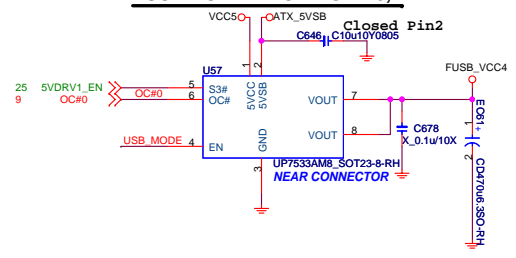 VCC5 ATX_5VSB
Closed Pin2
C646 C10u10Y0805
FUSB_VCC4
U57
25 5VDRV1_EN
9 OC#0
OC#0
5 S3#
6 OC#
1 5VCC
2 5VSB
VOUT 7
VOUT 8
USB_MODE 4 EN
GND
3
UP7533AM8_SOT23-8-RH
NEAR CONNECTOR
C678
X_0.1u/10X
EC61
1
+
2
CD470u6.3SO-RH